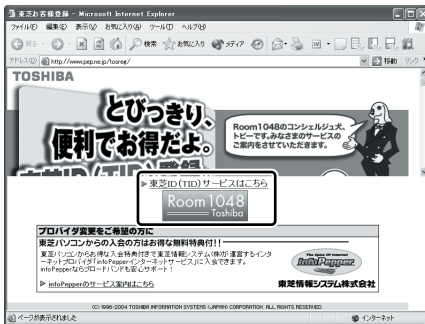 東芝お客様登録 - Microsoft Internet Explorer
ファイル(F) 編集(E) 表示(V) お気に入り(A) ツール(T) ヘルプ(H)
戻る 検索 お気に入り メディア
アドレス(D) http://www.pep.ne.jp/tosreg/ 移動 リンク
TOSHIBA
とびっきり、
便利でお得だよ。
Room1048のコンシェルジュ犬、
トビーです。みなさまのサービスの
ご案内をさせていただきます。
東芝ID(TID)サービスはこちら
Room 1048
Toshiba
プロバイダ変更をご希望の方に
東芝パソコンからの入会の方はお得な無料特典付!!
東芝パソコンからお得な入会特典付きで東芝情報システム(株)が運営するインタ
ーネットプロバイダ「infoPepperインターネットサービス」に入会できます。
infoPepperならブロードバンドも安心サポート!
infoPepperのサービス案内はこちら
The Spice Of Internet
infoPepper
東芝情報システム株式会社
(C) 1996-2004 TOSHIBA INFORMATION SYSTEMS (JAPAN) CORPORATION ALL RIGHTS RESERVED.
ページが表示されました インターネット